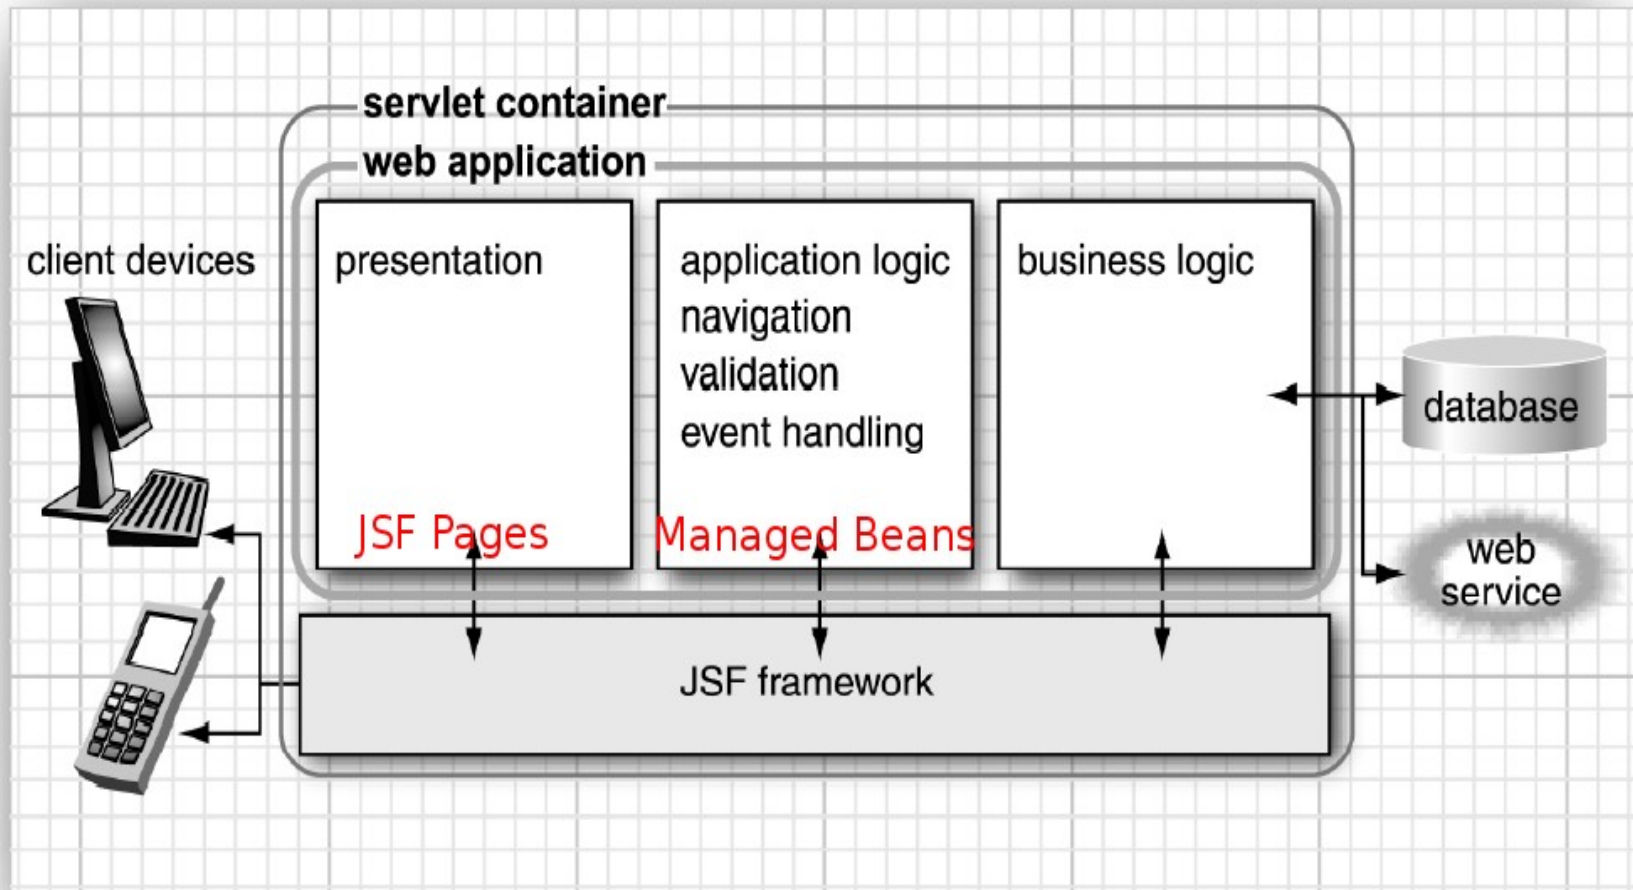 servlet container
web application
client devices
presentation
application logic
navigation
validation
event handling
business logic
JSF Pages
Managed Beans
database
web
service
JSF framework